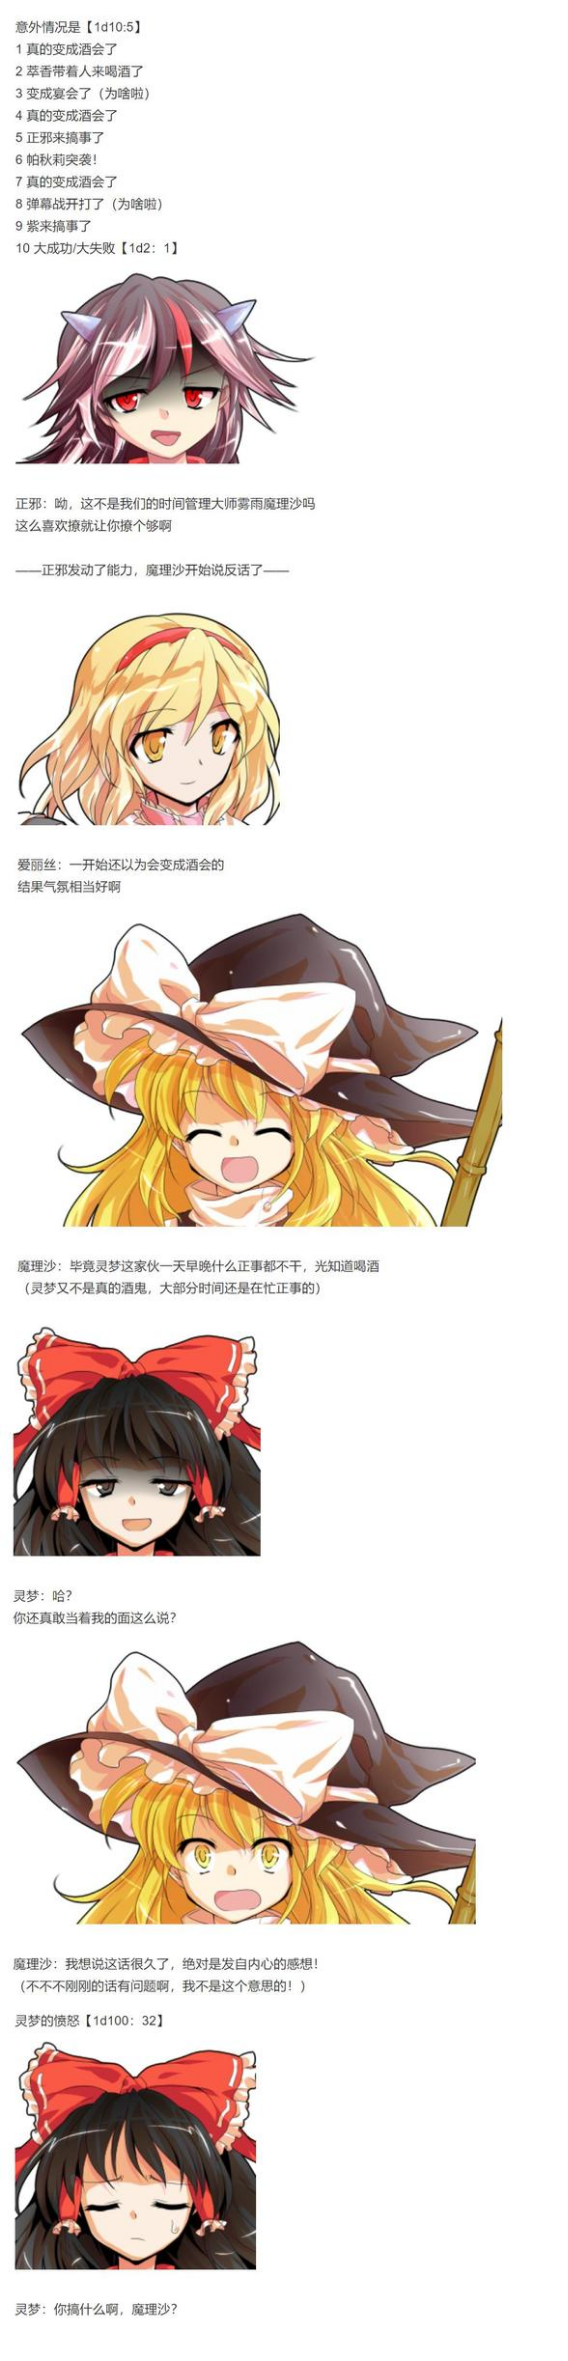 意外情况是【1d10:5】
1 真的变成酒会了
2 萃香带着人来喝酒了
3 变成宴会了（为啥啦）
4 真的变成酒会了
5 正邪来搞事了
6 帕秋莉突袭！
7 真的变成酒会了
8 弹幕战开打了（为啥啦）
9 紫来搞事了
10 大成功/大失败【1d2：1】
正邪：呦，这不是我们的时间管理大师雾雨魔理沙吗
这么喜欢撩就让你撩个够啊
——正邪发动了能力，魔理沙开始说反话了——
爱丽丝：一开始还以为会变成酒会的
结果气氛相当好啊
魔理沙：毕竟灵梦这家伙一天早晚什么正事都不干，光知道喝酒
（灵梦又不是真的酒鬼，大部分时间还是在忙正事的）
灵梦：哈？
你还真敢当着我的面这么说？
魔理沙：我想说这话很久了，绝对是发自内心的感想！
（不不不刚刚的话有问题啊，我不是这个意思的！）
灵梦的愤怒【1d100：32】
灵梦：你搞什么啊，魔理沙？